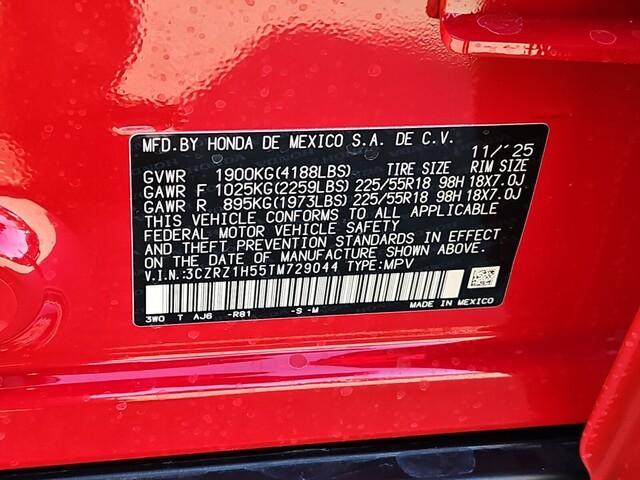 MFD.BY HONDA DE MEXICO S.A. DE C.V. 11/'25
GVWR 1900KG(4188LBS) TIRE SIZE RIM SIZE
GAWR F 1025KG(2259LBS) 225/55R18 98H 18X7.0J
GAWR R 895KG(1973LBS) 225/55R18 98H 18X7.0J
THIS VEHICLE CONFORMS TO ALL APPLICABLE
FEDERAL MOTOR VEHICLE SAFETY
AND THEFT PREVENTION STANDARDS IN EFFECT
ON THE DATE OF MANUFACTURE SHOWN ABOVE.
V.I.N.:3CZRZ1H55TM729044 TYPE:MPV
3WO T AJ6 -R81 -S -M MADE IN MEXICO